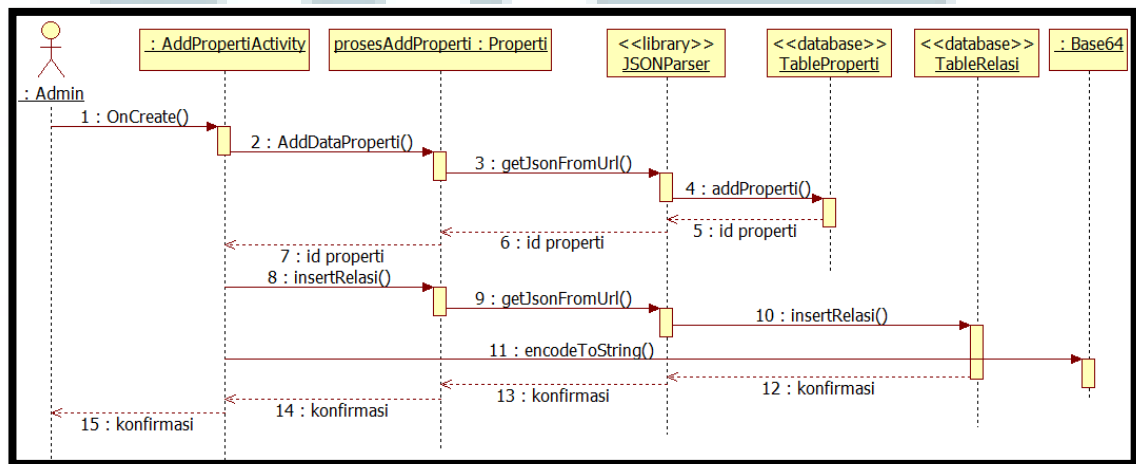 : AddPropertiActivity
prosesAddProperti : Properti
<<library>>
JSONParser
<<database>>
TableProperti
<<database>>
TableRelasi
: Base64
: Admin
1 : OnCreate()
2 : AddDataProperti()
3 : getJsonFromUrl()
4 : addProperti()
5 : id properti
6 : id properti
7 : id properti
8 : insertRelasi()
9 : getJsonFromUrl()
10 : insertRelasi()
11 : encodeToString()
12 : konfirmasi
13 : konfirmasi
14 : konfirmasi
15 : konfirmasi